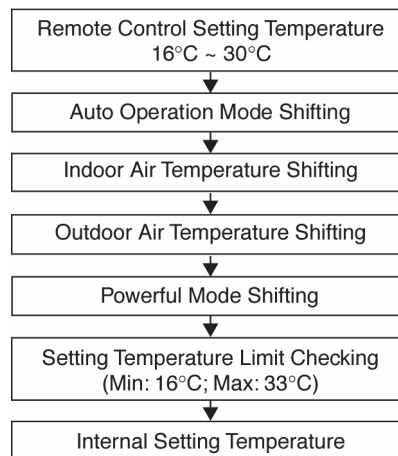 Remote Control Setting Temperature
16°C ~ 30°C
Auto Operation Mode Shifting
Indoor Air Temperature Shifting
Outdoor Air Temperature Shifting
Powerful Mode Shifting
Setting Temperature Limit Checking
(Min: 16°C; Max: 33°C)
Internal Setting Temperature